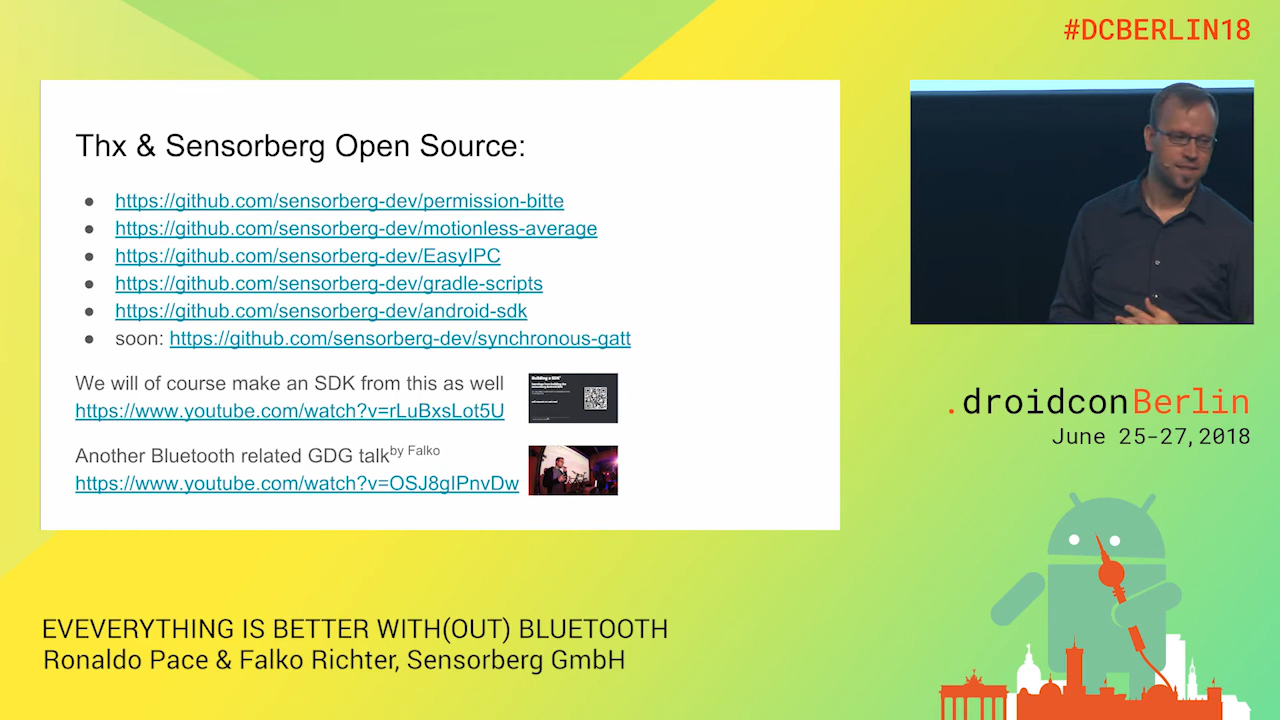 #DCBERLIN18
Thx & Sensorberg Open Source:
● https://github.com/sensorberg-dev/permission-bitte
● https://github.com/sensorberg-dev/motionless-average
● https://github.com/sensorberg-dev/EasyIPC
● https://github.com/sensorberg-dev/gradle-scripts
● https://github.com/sensorberg-dev/android-sdk
● soon: https://github.com/sensorberg-dev/synchronous-gatt
We will of course make an SDK from this as well
https://www.youtube.com/watch?v=rLuBxsLot5U
Building a SDK
Another Bluetooth related GDG talk by Falko
https://www.youtube.com/watch?v=OSJ8gIPnvDw
.droidconBerlin
June 25-27, 2018
EVEVERYTHING IS BETTER WITH(OUT) BLUETOOTH
Ronaldo Pace & Falko Richter, Sensorberg GmbH